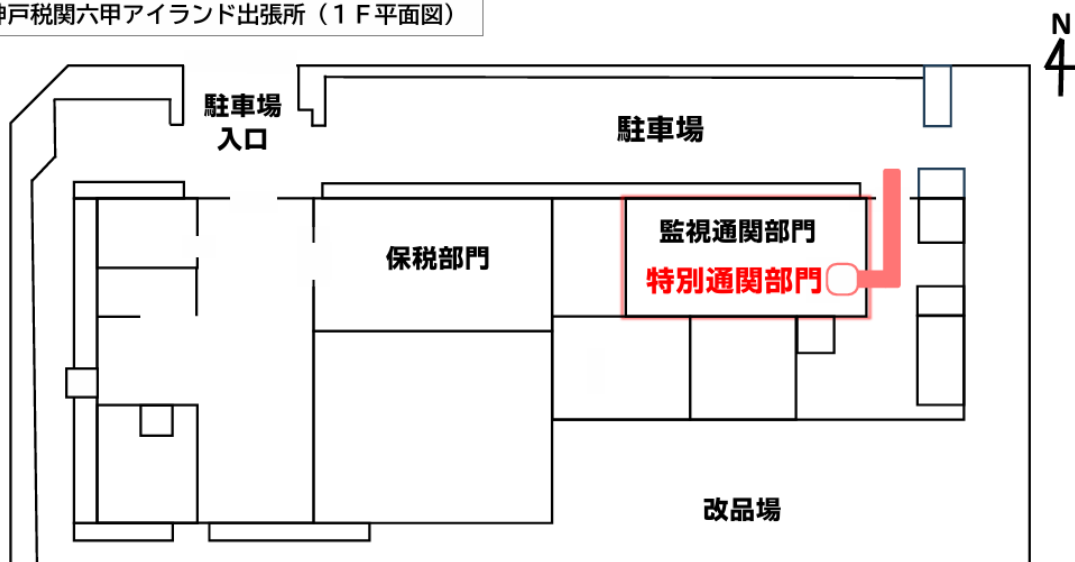 神戸税関六甲アイランド出張所（１Ｆ平面図）
N
駐車場
入口
駐車場
保税部門
監視通関部門
特別通関部門
改品場